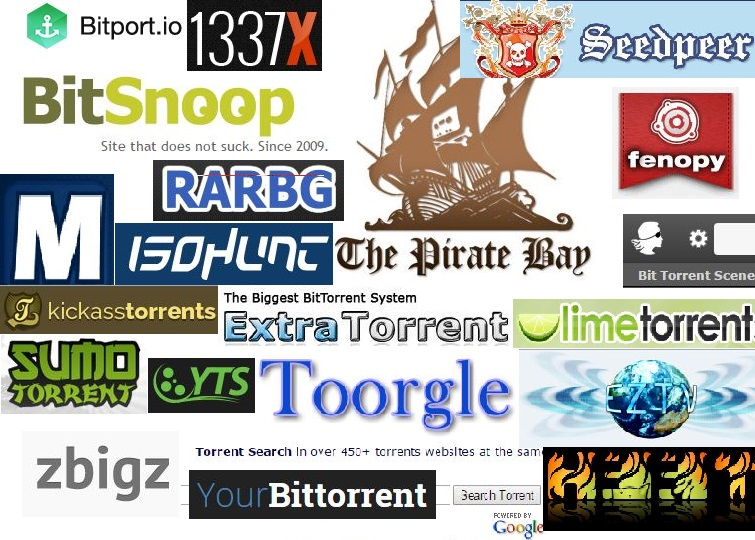 Bitport.io
1337X
Seedpeer
BitSnoop
Site that does not suck. Since 2009.
fenopy
RARBG
M
ISOHUNT
The Pirate Bay
Bit Torrent Scene
kickasstorrents
The Biggest BitTorrent System
ExtraTorrent
limetorrent
SUMO
TORRENT
YTS
Toorgle
EZTV
Torrent Search in over 450+ torrents websites at the same
zbigz
YourBittorrent
Search Torrent
POWERED BY
Google